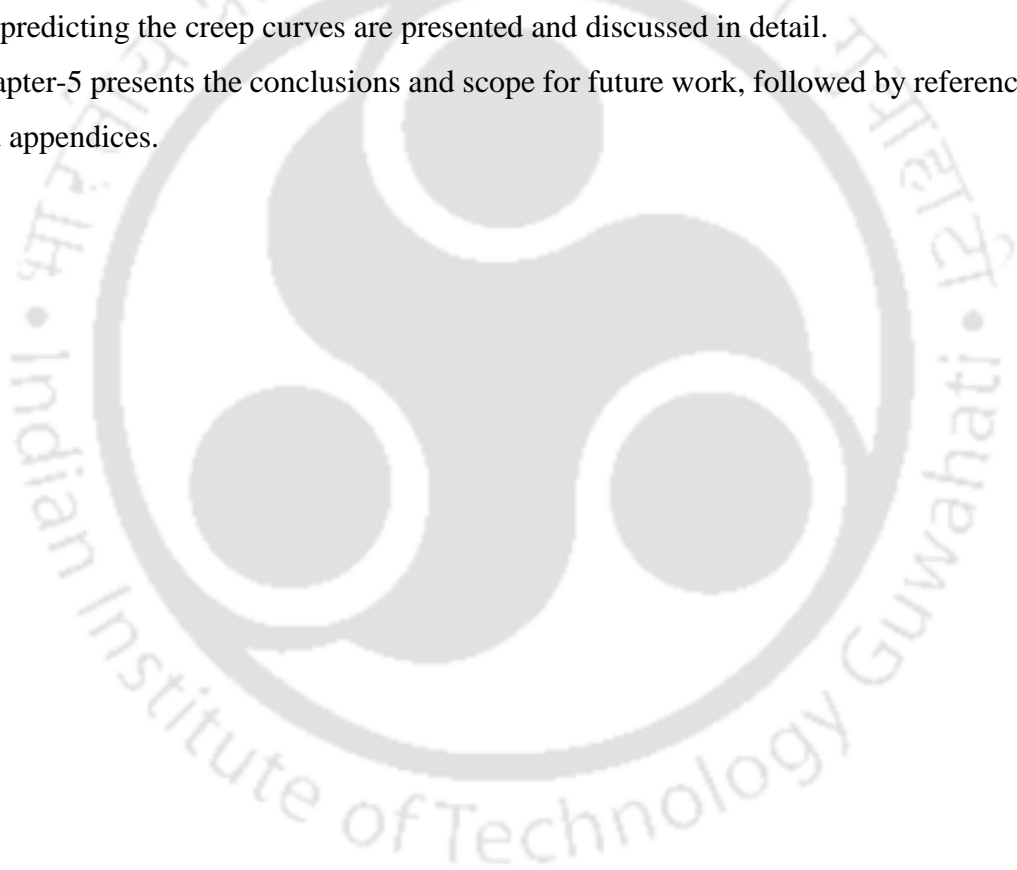 predicting the creep curves are presented and discussed in detail.
apter-5 presents the conclusions and scope for future work, followed by referenc
appendices.
Indian Institute of Technology Guwahati